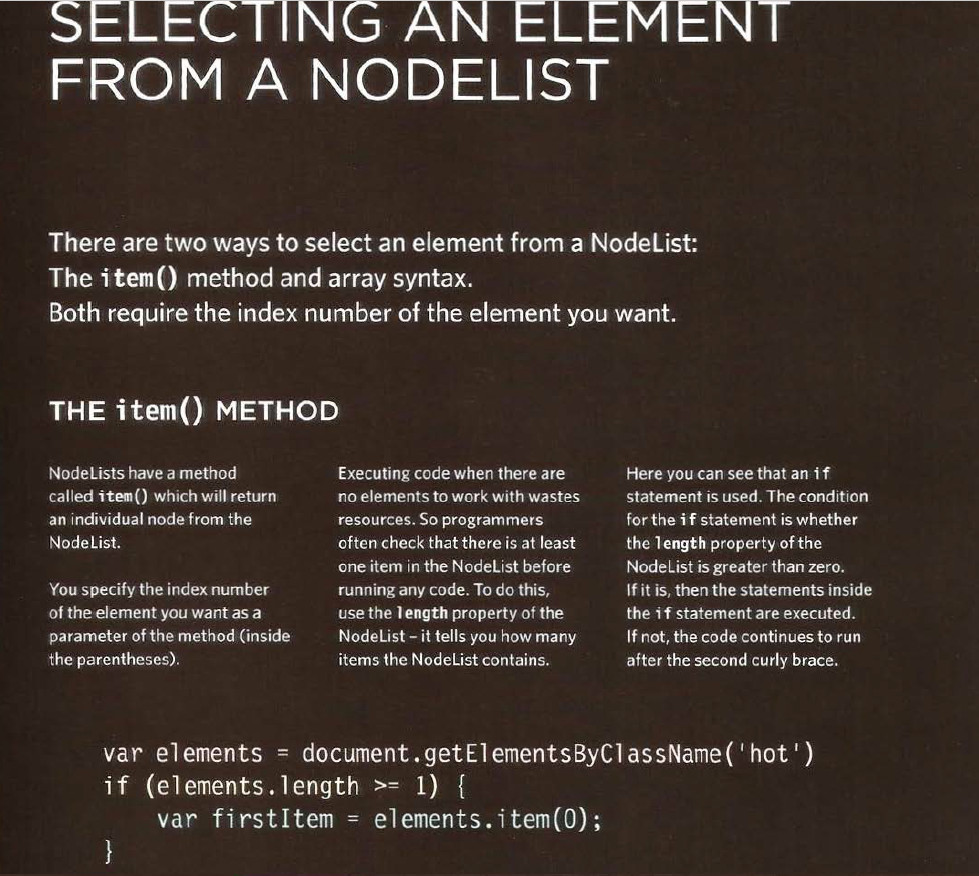 SELECTING AN ELEMENT
FROM A NODELIST
There are two ways to select an element from a NodeList:
The item() method and array syntax.
Both require the index number of the element you want.
THE item() METHOD
NodeLists have a method
called item() which will return
an individual node from the
NodeList.
You specify the index number
of the element you want as a
parameter of the method (inside
the parentheses).
Executing code when there are
no elements to work with wastes
resources. So programmers
often check that there is at least
one item in the NodeList before
running any code. To do this,
use the length property of the
NodeList – it tells you how many
items the NodeList contains.
Here you can see that an if
statement is used. The condition
for the if statement is whether
the length property of the
NodeList is greater than zero.
If it is, then the statements inside
the if statement are executed.
If not, the code continues to run
after the second curly brace.
var elements = document.getElementsByClassName('hot')
if (elements.length >= 1) {
    var firstItem = elements.item(0);
}